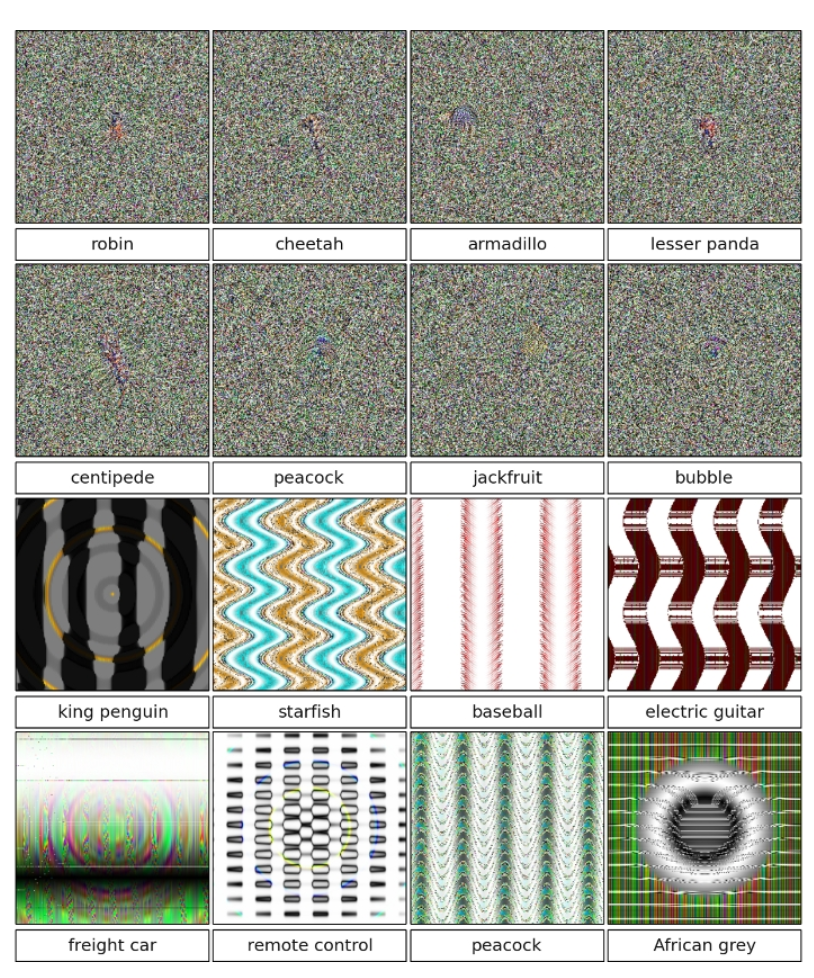 robin
cheetah
armadillo
lesser panda
centipede
peacock
jackfruit
bubble
king penguin
starfish
baseball
electric guitar
freight car
remote control
peacock
African grey